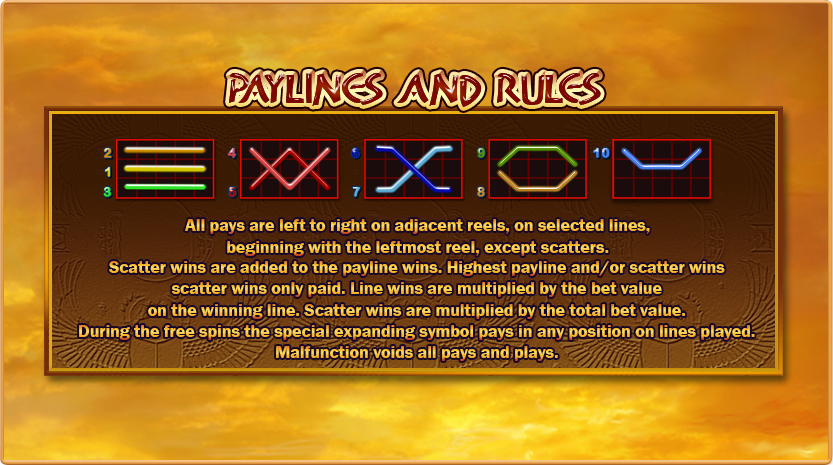 PAYLINES AND RULES
2 4 6 9 10
1
3 5 7 8
All pays are left to right on adjacent reels, on selected lines,
beginning with the leftmost reel, except scatters.
Scatter wins are added to the payline wins. Highest payline and/or scatter wins
scatter wins only paid. Line wins are multiplied by the bet value
on the winning line. Scatter wins are multiplied by the total bet value.
During the free spins the special expanding symbol pays in any position on lines played.
Malfunction voids all pays and plays.